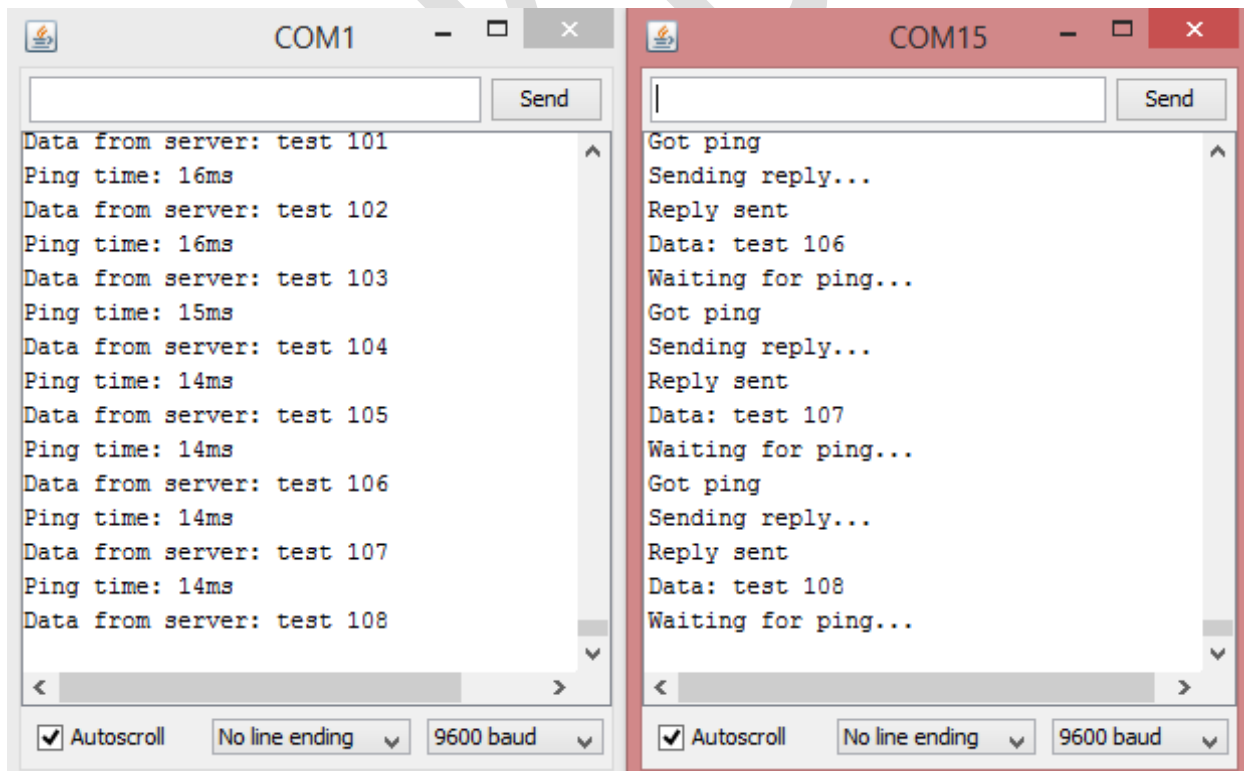 COM1
Send
Data from server: test 101
Ping time: 16ms
Data from server: test 102
Ping time: 16ms
Data from server: test 103
Ping time: 15ms
Data from server: test 104
Ping time: 14ms
Data from server: test 105
Ping time: 14ms
Data from server: test 106
Ping time: 14ms
Data from server: test 107
Ping time: 14ms
Data from server: test 108
Autoscroll
No line ending
9600 baud
COM15
Send
Got ping
Sending reply...
Reply sent
Data: test 106
Waiting for ping...
Got ping
Sending reply...
Reply sent
Data: test 107
Waiting for ping...
Got ping
Sending reply...
Reply sent
Data: test 108
Waiting for ping...
Autoscroll
No line ending
9600 baud